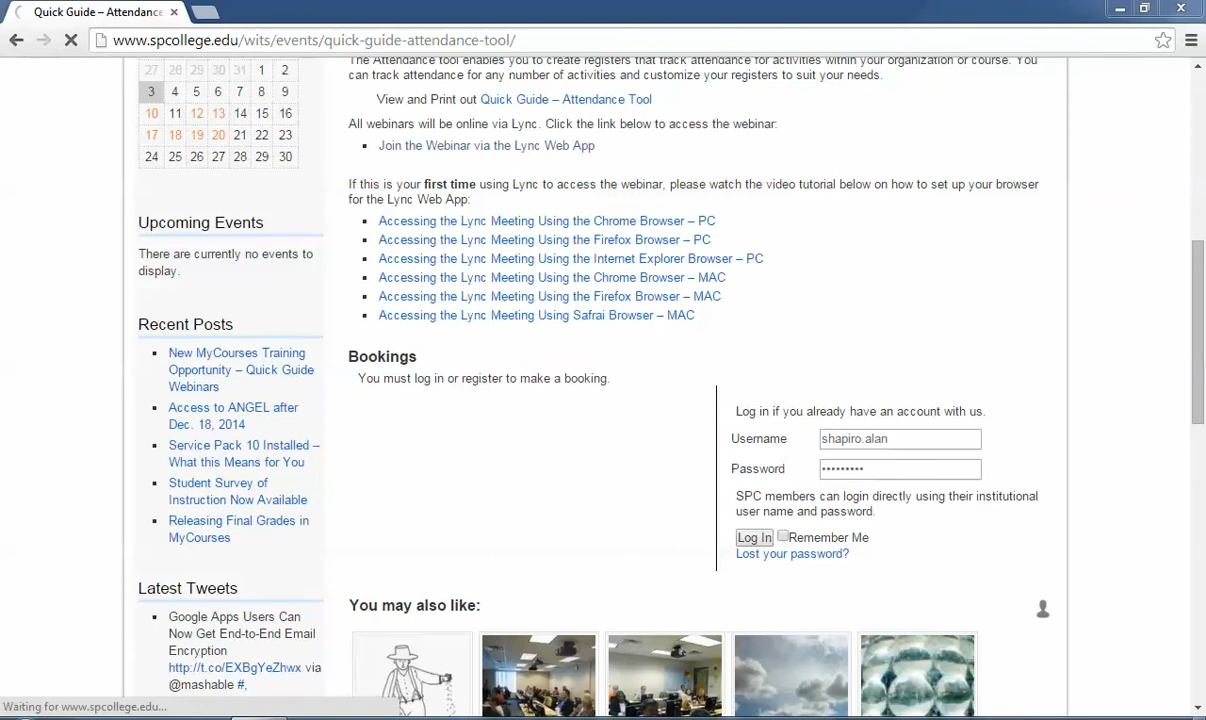 Quick Guide – Attendance
www.spcollege.edu/wits/events/quick-guide-attendance-tool/
27 28 29 30 31 1 2
3 4 5 6 7 8 9
10 11 12 13 14 15 16
17 18 19 20 21 22 23
24 25 26 27 28 29 30
Upcoming Events
There are currently no events to
display.
Recent Posts
New MyCourses Training
Opportunity – Quick Guide
Webinars
Access to ANGEL after
Dec. 18, 2014
Service Pack 10 Installed –
What this Means for You
Student Survey of
Instruction Now Available
Releasing Final Grades in
MyCourses
Latest Tweets
Google Apps Users Can
Now Get End-to-End Email
Encryption
http://t.co/EXBgYeZhwx via
@mashable #,
The Attendance tool enables you to create registers that track attendance for activities within your organization or course. You
can track attendance for any number of activities and customize your registers to suit your needs.
View and Print out Quick Guide – Attendance Tool
All webinars will be online via Lync. Click the link below to access the webinar:
Join the Webinar via the Lync Web App
If this is your first time using Lync to access the webinar, please watch the video tutorial below on how to set up your browser
for the Lync Web App:
Accessing the Lync Meeting Using the Chrome Browser – PC
Accessing the Lync Meeting Using the Firefox Browser – PC
Accessing the Lync Meeting Using the Internet Explorer Browser – PC
Accessing the Lync Meeting Using the Chrome Browser – MAC
Accessing the Lync Meeting Using the Firefox Browser – MAC
Accessing the Lync Meeting Using Safrai Browser – MAC
Bookings
You must log in or register to make a booking.
Log in if you already have an account with us.
Username shapiro.alan
Password •••••••••
SPC members can login directly using their institutional
user name and password.
Log In Remember Me
Lost your password?
You may also like:
Waiting for www.spcollege.edu...